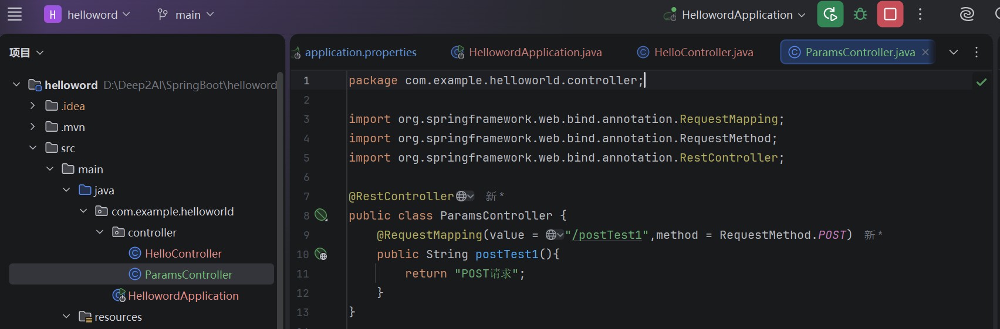 H helloword main HellowordApplication
项目
helloword D:\Deep2AI\SpringBoot\helloword
.idea
.mvn
src
main
java
com.example.helloworld
controller
HelloController
ParamsController
HellowordApplication
resources
application.properties HellowordApplication.java HelloController.java ParamsController.java
1 package com.example.helloworld.controller;
2
3 import org.springframework.web.bind.annotation.RequestMapping;
4 import org.springframework.web.bind.annotation.RequestMethod;
5 import org.springframework.web.bind.annotation.RestController;
6
7 @RestController 新 *
8 public class ParamsController {
9 @RequestMapping(value = "/postTest1",method = RequestMethod.POST) 新 *
10 public String postTest1(){
11 return "POST请求";
12 }
13 }